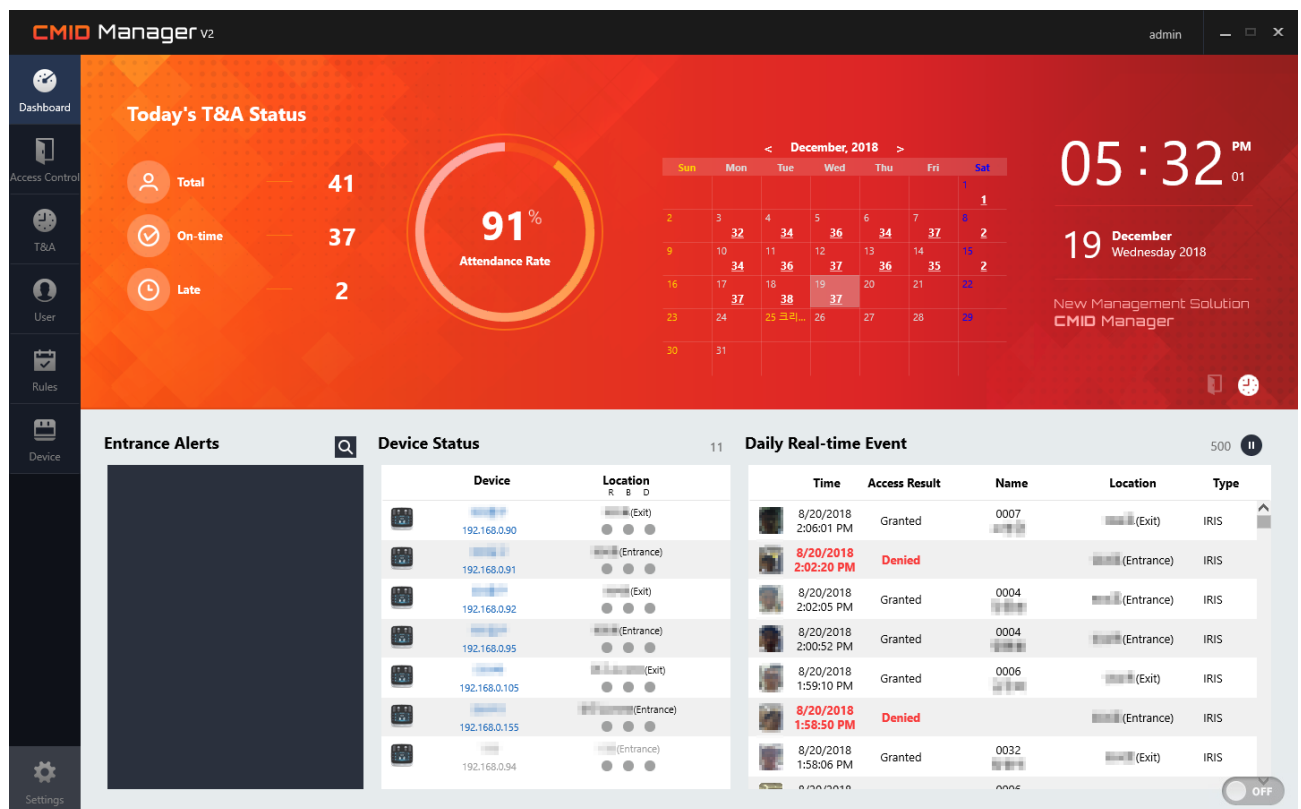 CMID Manager V2
admin
Dashboard
Access Control
T&A
User
Rules
Device
Settings
Today's T&A Status
Total 41
On-time 37
Late 2
91%
Attendance Rate
< December, 2018 >
Sun Mon Tue Wed Thu Fri Sat
1
1
2 3 4 5 6 7 8
32 34 36 34 37 2
9 10 11 12 13 14 15
34 36 37 36 35 2
16 17 18 19 20 21 22
37 38 37
23 24 25 크리... 26 27 28 29
30 31
05 : 32 PM
01
19 December
Wednesday 2018
New Management Solution
CMID Manager
Entrance Alerts
Device Status 11
Device Location
R B D
(Exit)
192.168.0.90
(Entrance)
192.168.0.91
(Exit)
192.168.0.92
(Entrance)
192.168.0.95
(Exit)
192.168.0.105
(Entrance)
192.168.0.155
(Entrance)
192.168.0.94
Daily Real-time Event 500
Time Access Result Name Location Type
8/20/2018
2:06:01 PM Granted 0007 (Exit) IRIS
8/20/2018
2:02:20 PM Denied (Entrance) IRIS
8/20/2018
2:02:05 PM Granted 0004 (Entrance) IRIS
8/20/2018
2:00:52 PM Granted 0004 (Entrance) IRIS
8/20/2018
1:59:10 PM Granted 0006 (Exit) IRIS
8/20/2018
1:58:50 PM Denied (Entrance) IRIS
8/20/2018
1:58:06 PM Granted 0032 (Exit) IRIS
8/20/2018 0006
OFF